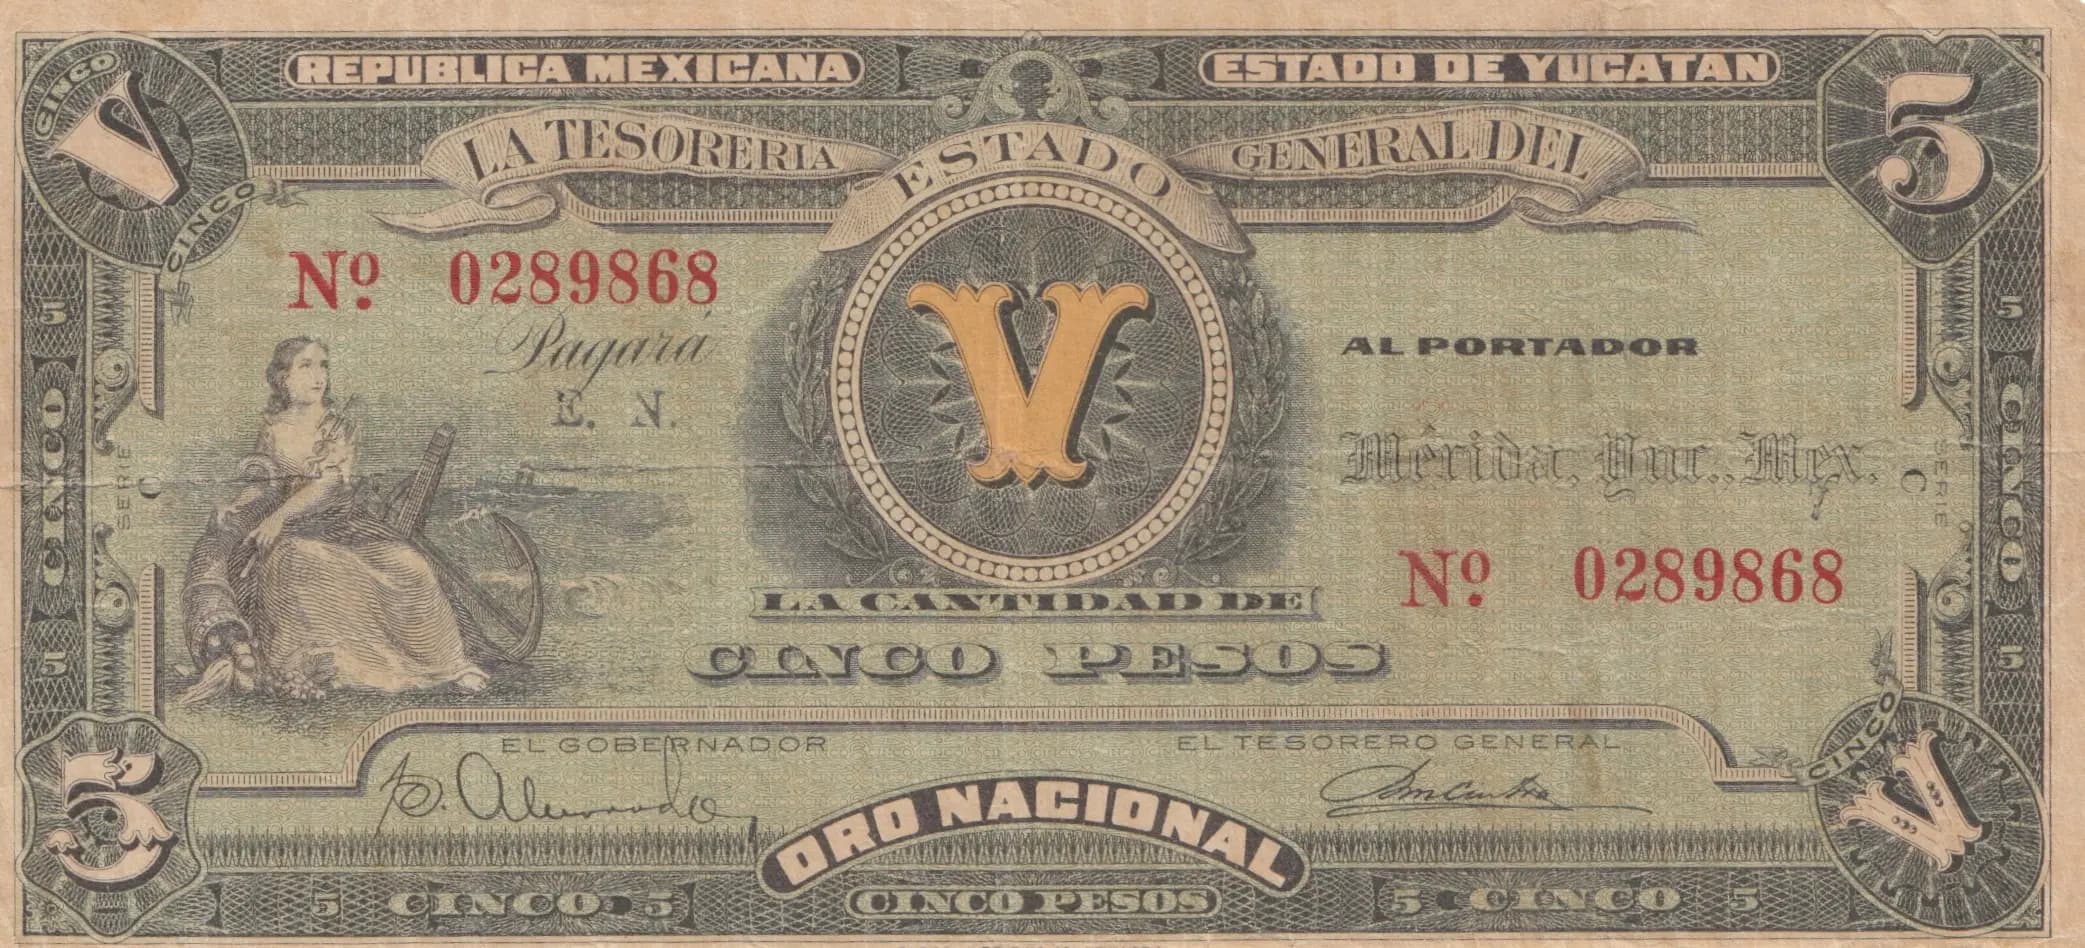 REPUBLICA MEXICANA
ESTADO DE YUCATAN
CINCO
V
CINCO
5
LA TESORERIA GENERAL DEL
ESTADO
Nº 0289868
Pagará
E. N.
V
AL PORTADOR
Mérida, Yuc., Mex.
Nº 0289868
SERIE
C
C
SERIE
5
CINCO
5
5
CINCO
5
LA CANTIDAD DE
CINCO PESOS
EL GOBERNADOR
EL TESORERO GENERAL
ORO NACIONAL
5
CINCO
V
5 CINCO 5
CINCO PESOS
5 CINCO 5